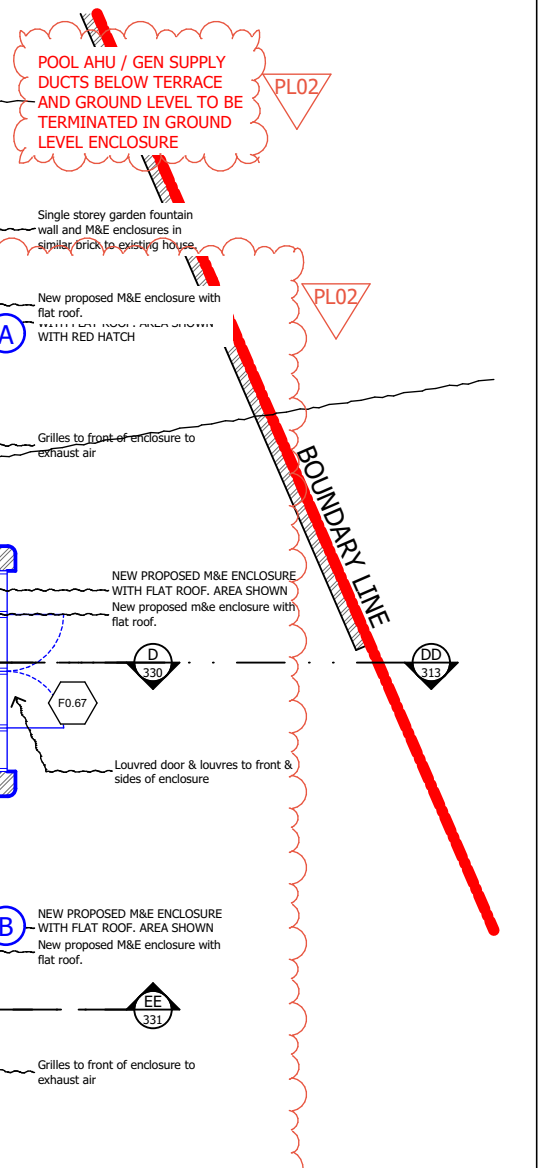 POOL AHU / GEN SUPPLY
DUCTS BELOW TERRACE
AND GROUND LEVEL TO BE
TERMINATED IN GROUND
LEVEL ENCLOSURE
PL02
Single storey garden fountain
wall and M&E enclosures in
similar brick to existing house.
PL02
New proposed M&E enclosure with
flat roof.
A
WITH FLAT ROOF. AREA SHOWN
WITH RED HATCH
Grilles to front of enclosure to
exhaust air
BOUNDARY LINE
NEW PROPOSED M&E ENCLOSURE
WITH FLAT ROOF. AREA SHOWN
New proposed m&e enclosure with
flat roof.
D
330
DD
313
F0.67
Louvred door & louvres to front &
sides of enclosure
B
NEW PROPOSED M&E ENCLOSURE
WITH FLAT ROOF. AREA SHOWN
New proposed M&E enclosure with
flat roof.
EE
331
Grilles to front of enclosure to
exhaust air